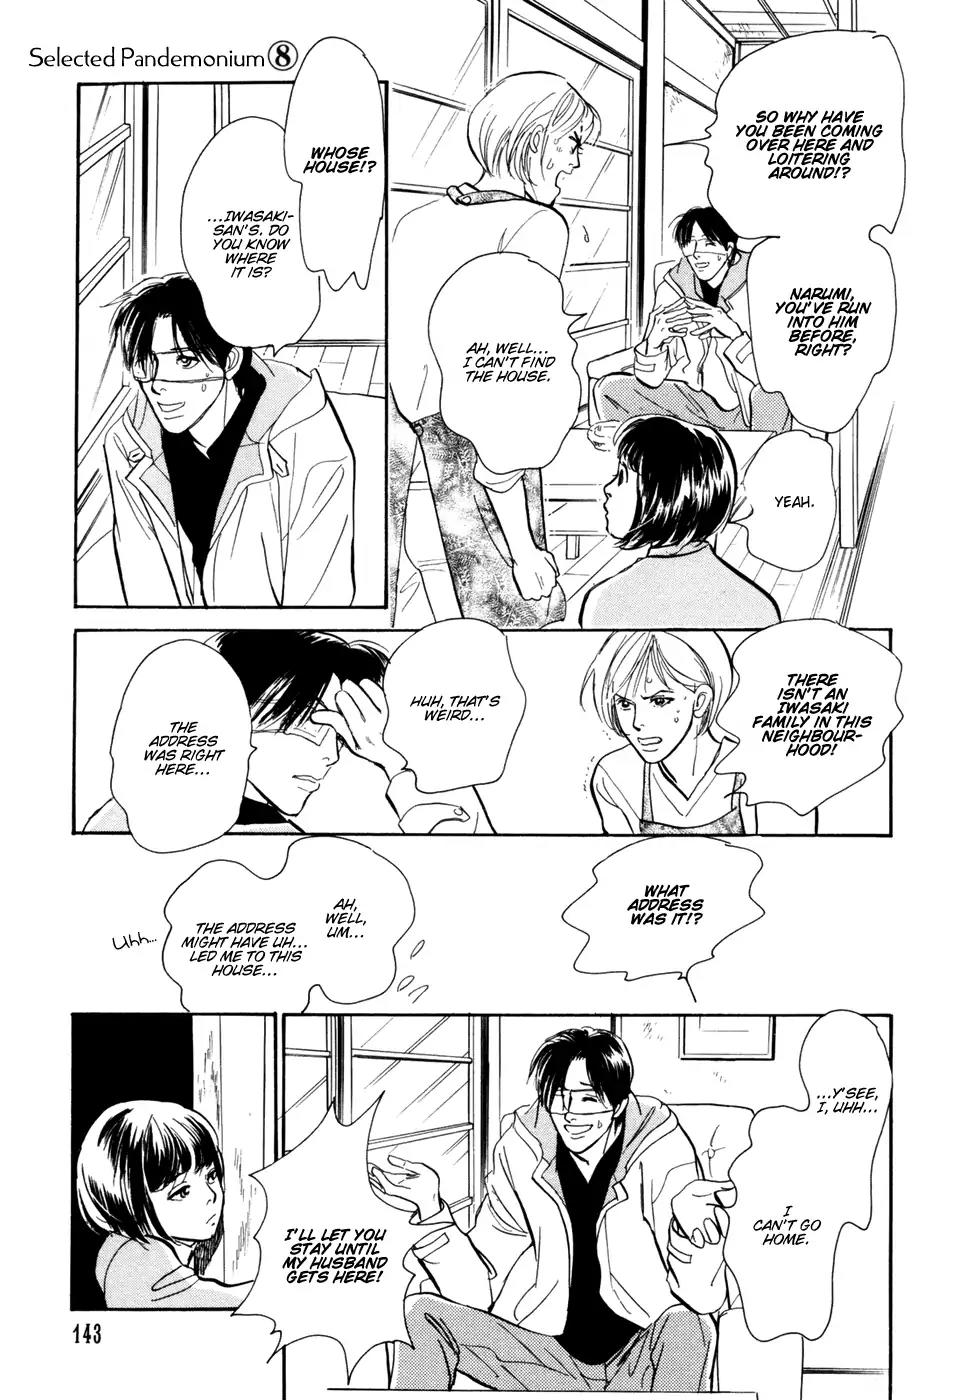 Selected Pandemonium 8
SO WHY HAVE
YOU BEEN COMING
OVER HERE AND
LOITERING
AROUND!?
NARUMI,
YOU'VE RUN
INTO HIM
BEFORE,
RIGHT?
YEAH.
AH, WELL...
I CAN'T FIND
THE HOUSE.
WHOSE
HOUSE!?
...IWASAKI-
SAN'S. DO
YOU KNOW
WHERE
IT IS?
THERE
ISN'T AN
IWASAKI
FAMILY IN THIS
NEIGHBOUR-
HOOD!
HUH, THAT'S
WEIRD...
THE
ADDRESS
WAS RIGHT
HERE...
WHAT
ADDRESS
WAS IT!?
AH,
WELL,
UM...
THE ADDRESS
MIGHT HAVE UH...
LED ME TO THIS
HOUSE...
Uhh...
...Y'SEE,
I, UHH...
I
CAN'T GO
HOME.
I'LL LET YOU
STAY UNTIL
MY HUSBAND
GETS HERE!
143